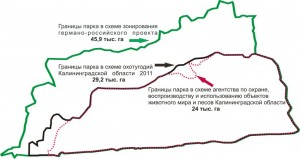 Границы парка в схеме зонирования
германо-российского проекта
45,9 тыс. га
Границы парка в схеме охотугодий
Калининградской области 2011
29,2 тыс. га
Границы парка в схеме агентства по охране,
воспроизводству и использованию объектов
животного мира и лесов Калининградской области
24 тыс. га